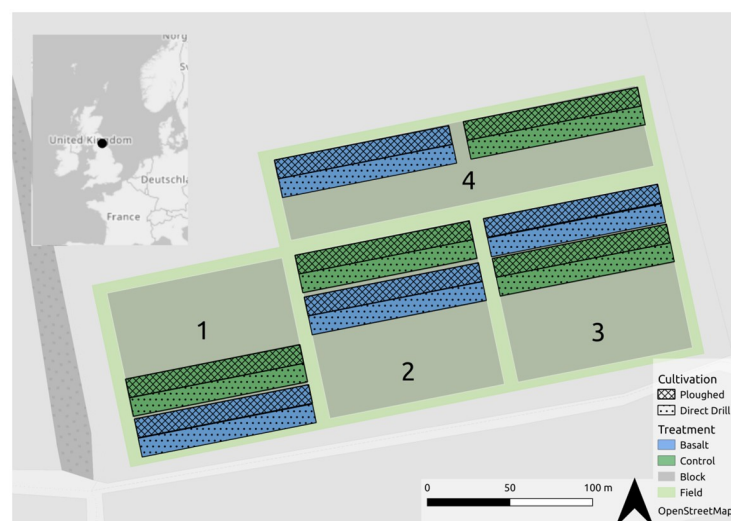 Norg
Sv
United Kingdom
Deutschla
France
4
1
2
3
Cultivation
Ploughed
Direct Drill
Treatment
Basalt
Control
Block
Field
0 50 100 m
OpenStreetMap